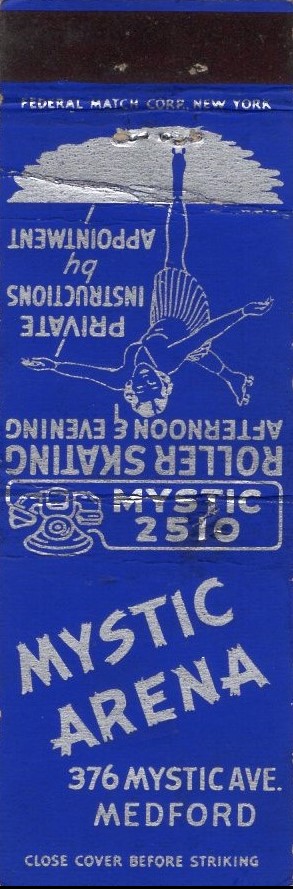 FEDERAL MATCH CORP. NEW YORK
ROLLER SKATING
AFTERNOON & EVENING
PRIVATE
INSTRUCTIONS
by
APPOINTMENT
MYSTIC
2510
MYSTIC
ARENA
376 MYSTIC AVE.
MEDFORD
CLOSE COVER BEFORE STRIKING